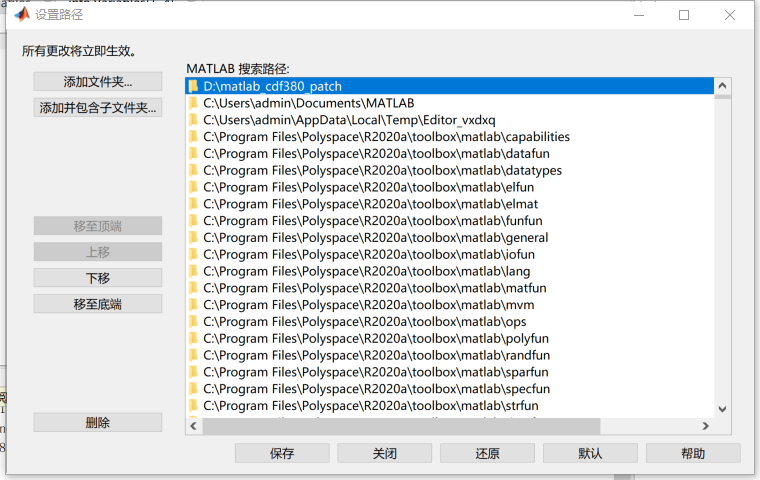 设置路径
所有更改将立即生效。
MATLAB 搜索路径:
添加文件夹...
添加并包含子文件夹...
移至顶端
上移
下移
移至底端
删除
D:\matlab_cdf380_patch
C:\Users\admin\Documents\MATLAB
C:\Users\admin\AppData\Local\Temp\Editor_vxdxq
C:\Program Files\Polyspace\R2020a\toolbox\matlab\capabilities
C:\Program Files\Polyspace\R2020a\toolbox\matlab\datafun
C:\Program Files\Polyspace\R2020a\toolbox\matlab\datatypes
C:\Program Files\Polyspace\R2020a\toolbox\matlab\elfun
C:\Program Files\Polyspace\R2020a\toolbox\matlab\elmat
C:\Program Files\Polyspace\R2020a\toolbox\matlab\funfun
C:\Program Files\Polyspace\R2020a\toolbox\matlab\general
C:\Program Files\Polyspace\R2020a\toolbox\matlab\iofun
C:\Program Files\Polyspace\R2020a\toolbox\matlab\lang
C:\Program Files\Polyspace\R2020a\toolbox\matlab\matfun
C:\Program Files\Polyspace\R2020a\toolbox\matlab\mvm
C:\Program Files\Polyspace\R2020a\toolbox\matlab\ops
C:\Program Files\Polyspace\R2020a\toolbox\matlab\polyfun
C:\Program Files\Polyspace\R2020a\toolbox\matlab\randfun
C:\Program Files\Polyspace\R2020a\toolbox\matlab\sparfun
C:\Program Files\Polyspace\R2020a\toolbox\matlab\specfun
C:\Program Files\Polyspace\R2020a\toolbox\matlab\strfun
保存
关闭
还原
默认
帮助